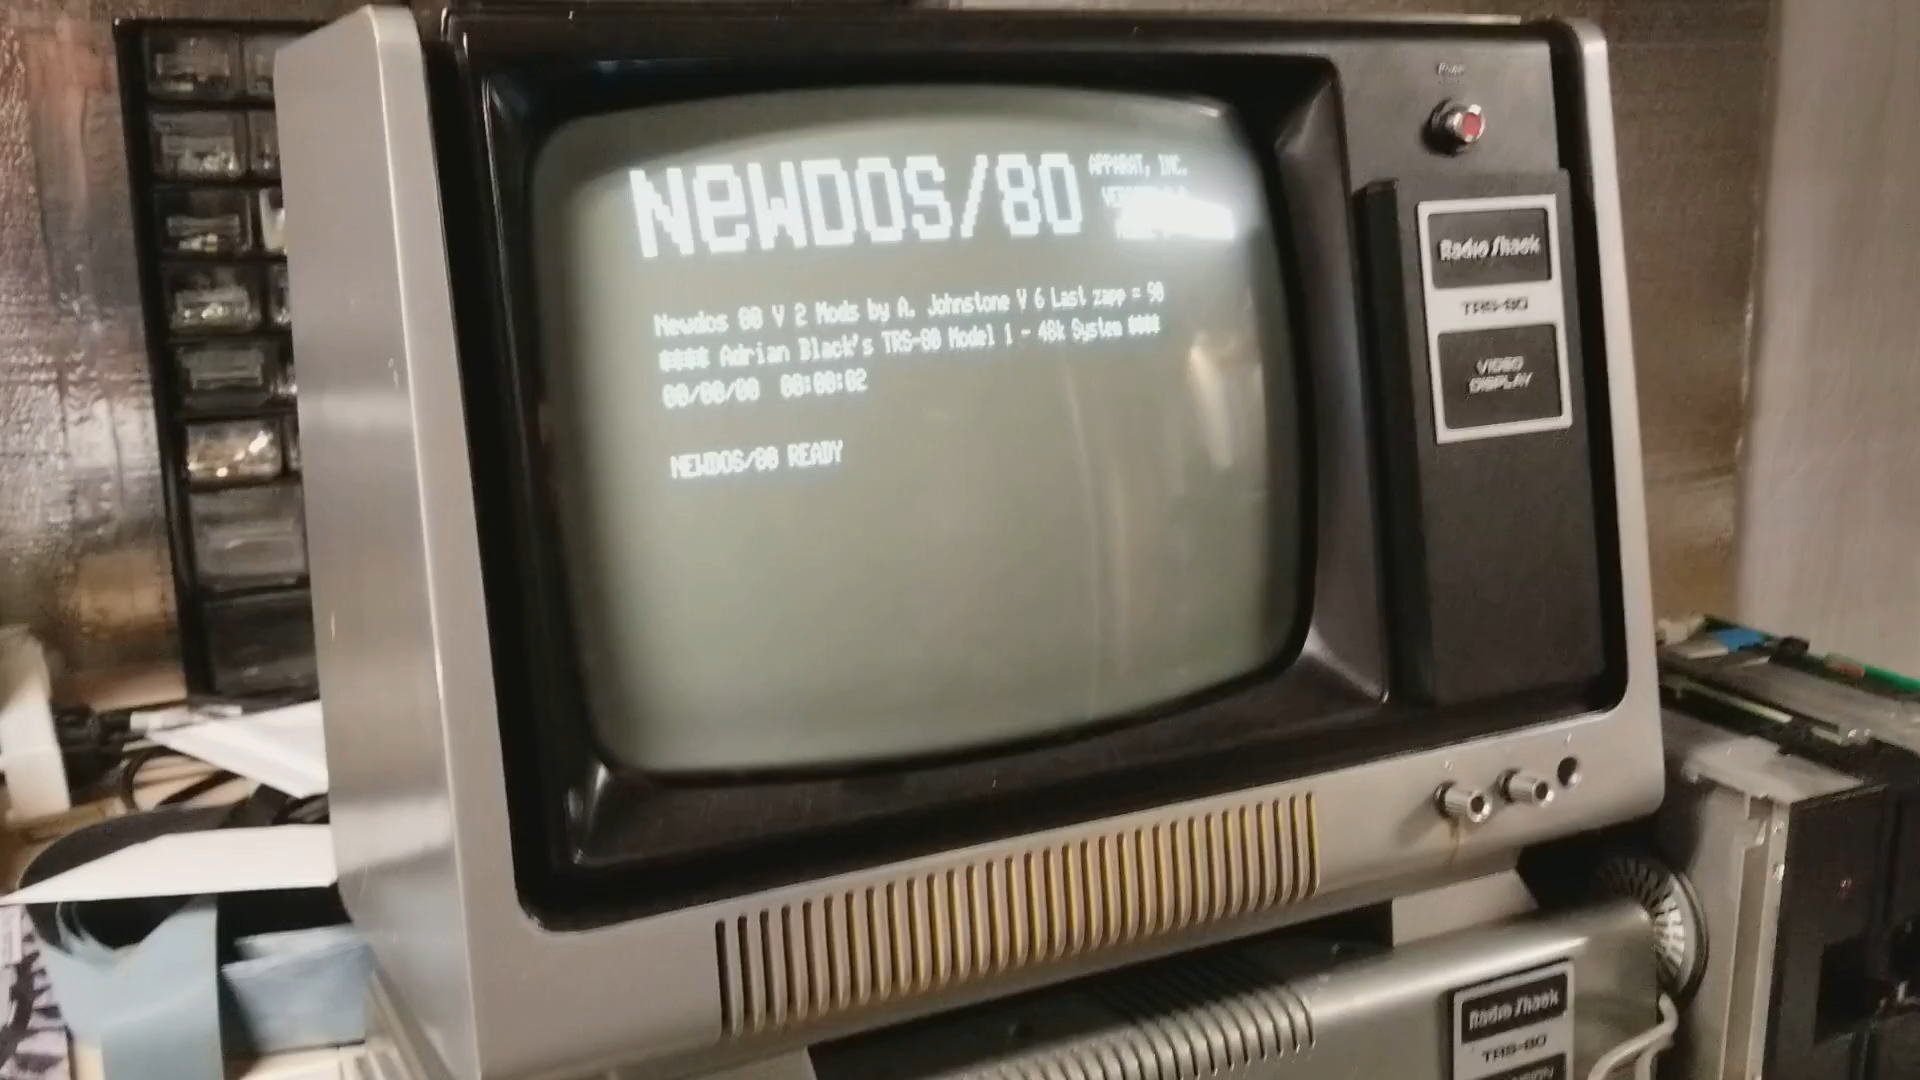 NEWDOS/80
APPARAT, INC.
Newdos 80 V 2 Mods by A. Johnstone V 6 Last zapp = 90
#### Adrian Black's TRS-80 Model 1 - 48k System ####
00/00/00 00:00:02
NEWDOS/80 READY
Power
Radio Shack
TRS-80
VIDEO
DISPLAY
Radio Shack
TRS-80